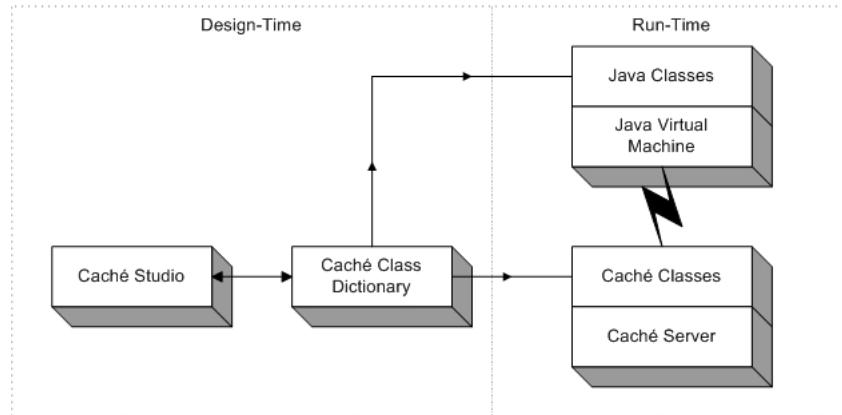 Design-Time
Run-Time
Java Classes
Java Virtual
Machine
Caché Studio
Caché Class
Dictionary
Caché Classes
Caché Server